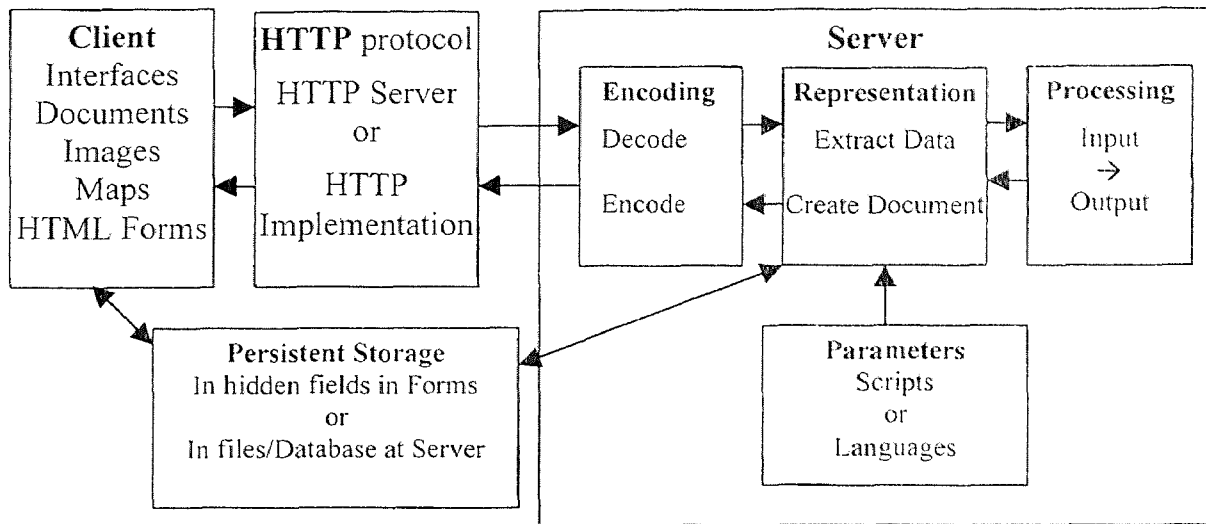 Client
Interfaces
Documents
Images
Maps
HTML Forms
HTTP protocol
HTTP Server
or
HTTP
Implementation
Server
Encoding
Decode
Encode
Representation
Extract Data
Create Document
Processing
Input
→
Output
Persistent Storage
In hidden fields in Forms
or
In files/Database at Server
Parameters
Scripts
or
Languages